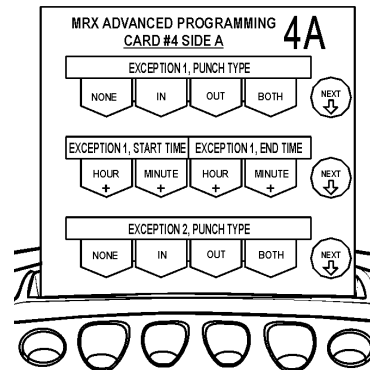 MRX ADVANCED PROGRAMMING
CARD #4 SIDE A
4A
EXCEPTION 1, PUNCH TYPE
NONE IN OUT BOTH NEXT
EXCEPTION 1, START TIME EXCEPTION 1, END TIME
HOUR MINUTE HOUR MINUTE NEXT
+ + + +
EXCEPTION 2, PUNCH TYPE
NONE IN OUT BOTH NEXT